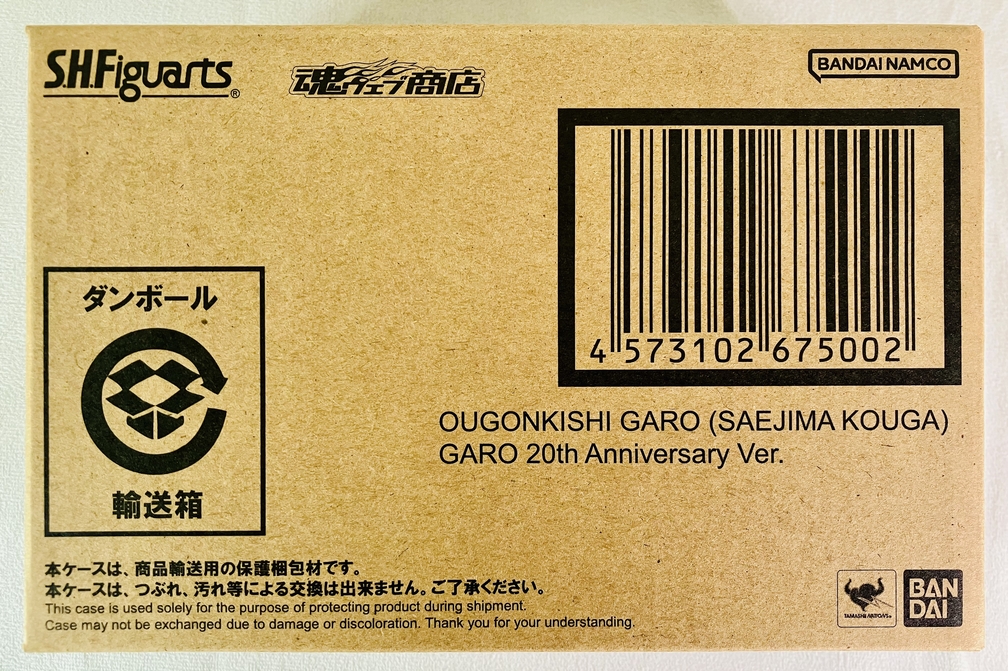 S.H.Figuarts®
魂ウェブ商店
BANDAI NAMCO
4 573102 675002
OUGONKISHI GARO (SAEJIMA KOUGA)
GARO 20th Anniversary Ver.
ダンボール
輸送箱
本ケースは、商品輸送用の保護梱包材です。
本ケースは、つぶれ、汚れ等による交換は出来ません。ご了承ください。
This case is used solely for the purpose of protecting product during shipment.
Case may not be exchanged due to damage or discoloration. Thank you for your understanding.
TAMASHII NATIONS®
BAN
DAI